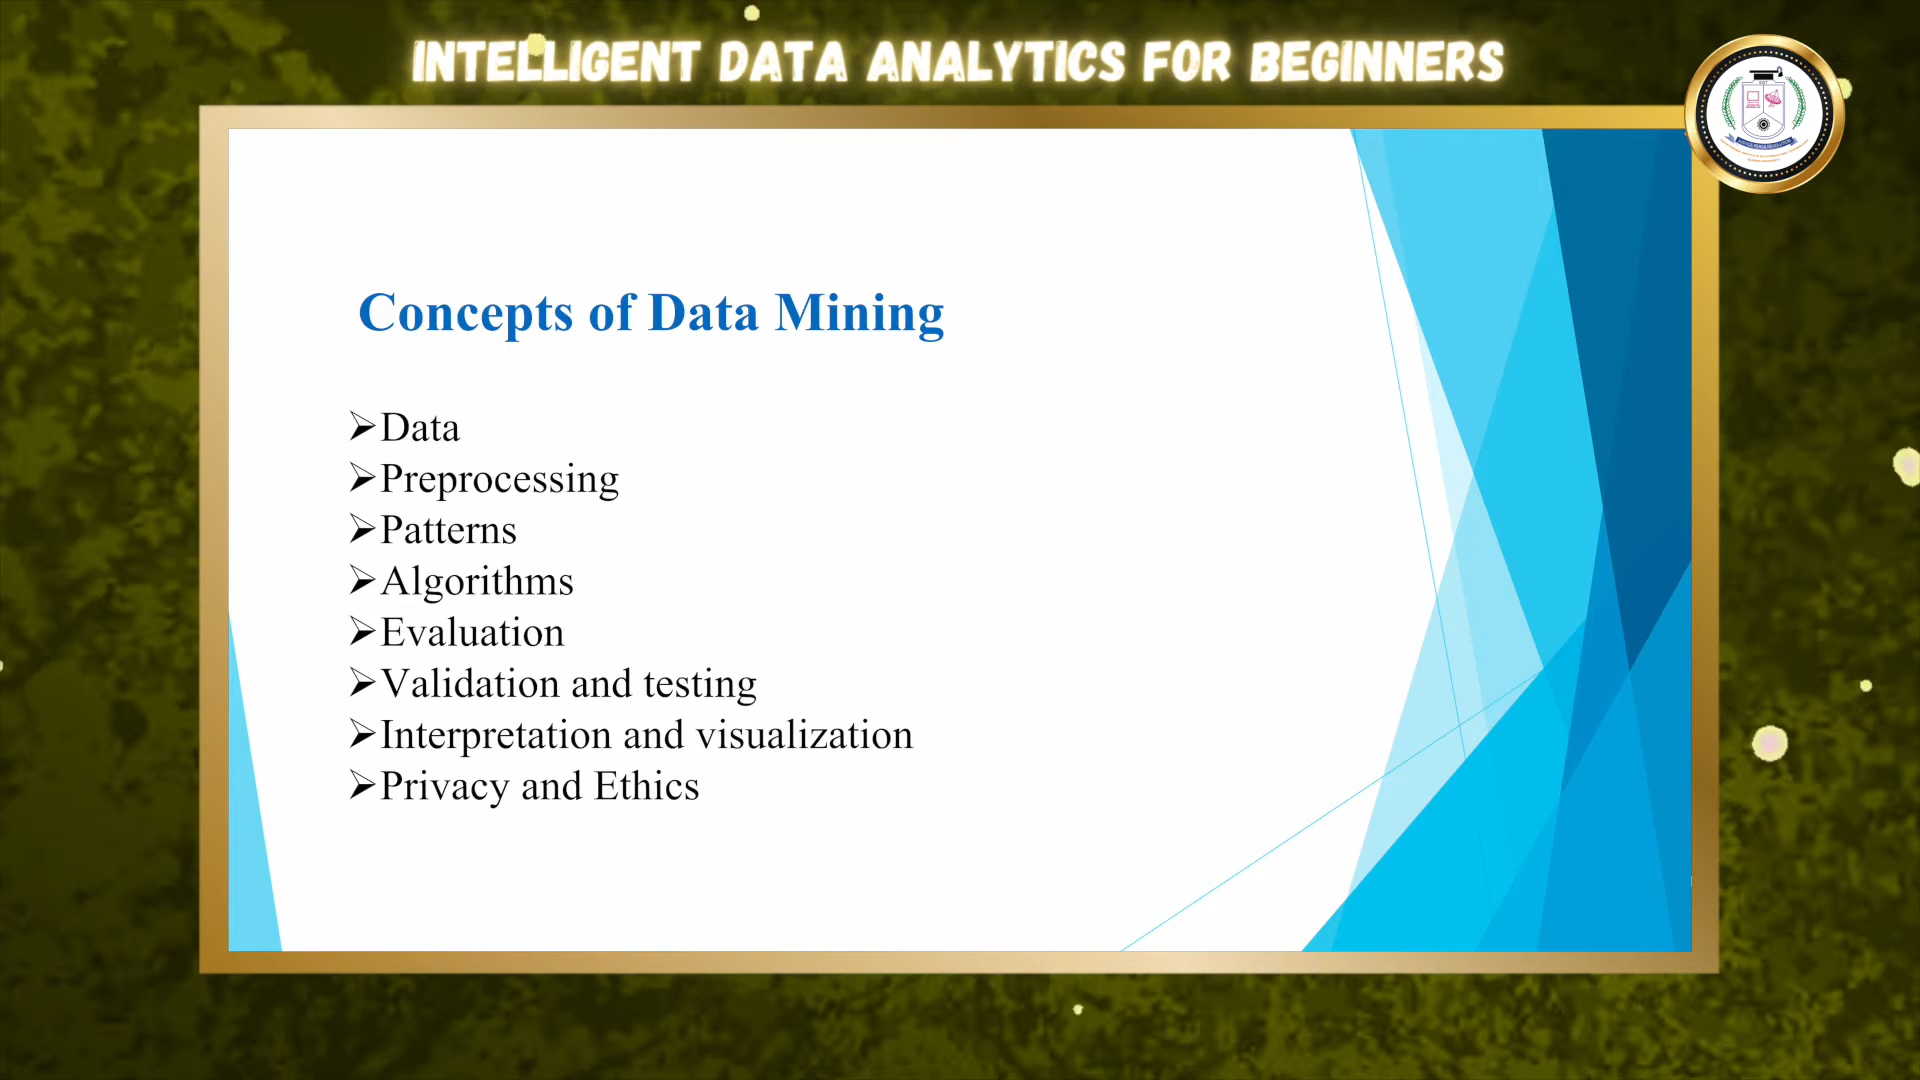 INTELLIGENT DATA ANALYTICS FOR BEGINNERS
Concepts of Data Mining
➢Data
➢Preprocessing
➢Patterns
➢Algorithms
➢Evaluation
➢Validation and testing
➢Interpretation and visualization
➢Privacy and Ethics